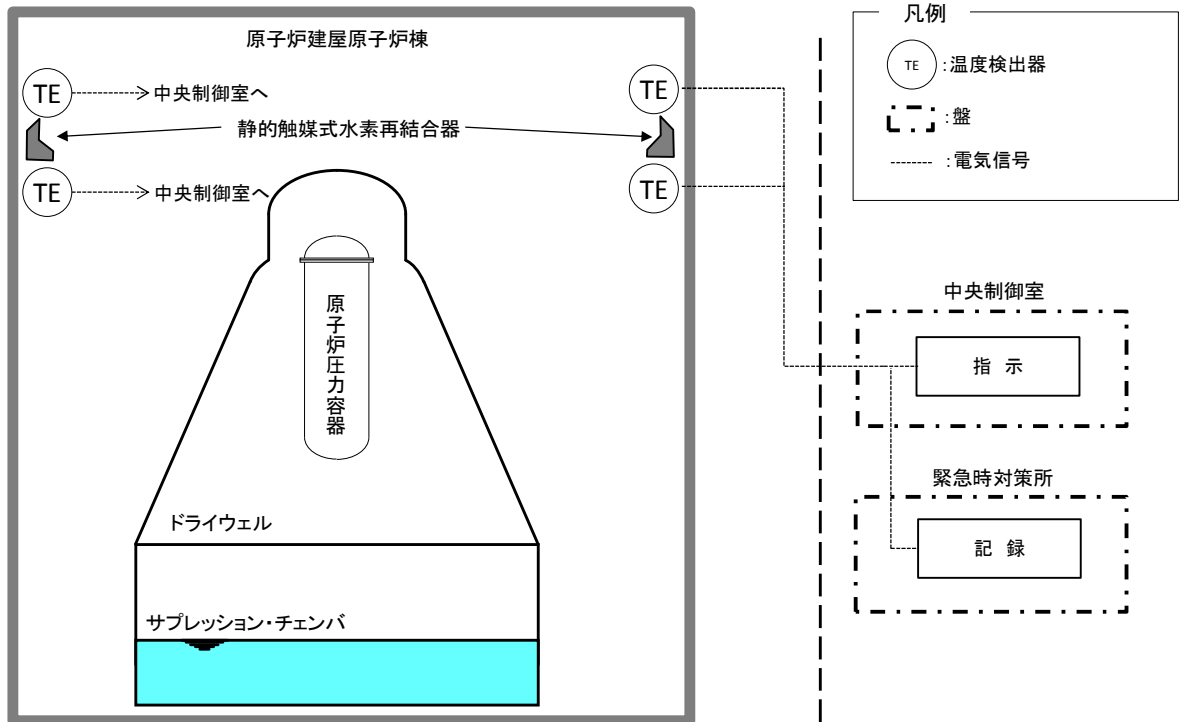 原子炉建屋原子炉棟
TE
中央制御室へ
静的触媒式水素再結合器
TE
中央制御室へ
TE
TE
原子炉圧力容器
ドライウェル
サプレッション・チェンバ
凡例
TE
:温度検出器
:盤
:電気信号
中央制御室
指 示
緊急時対策所
記 録